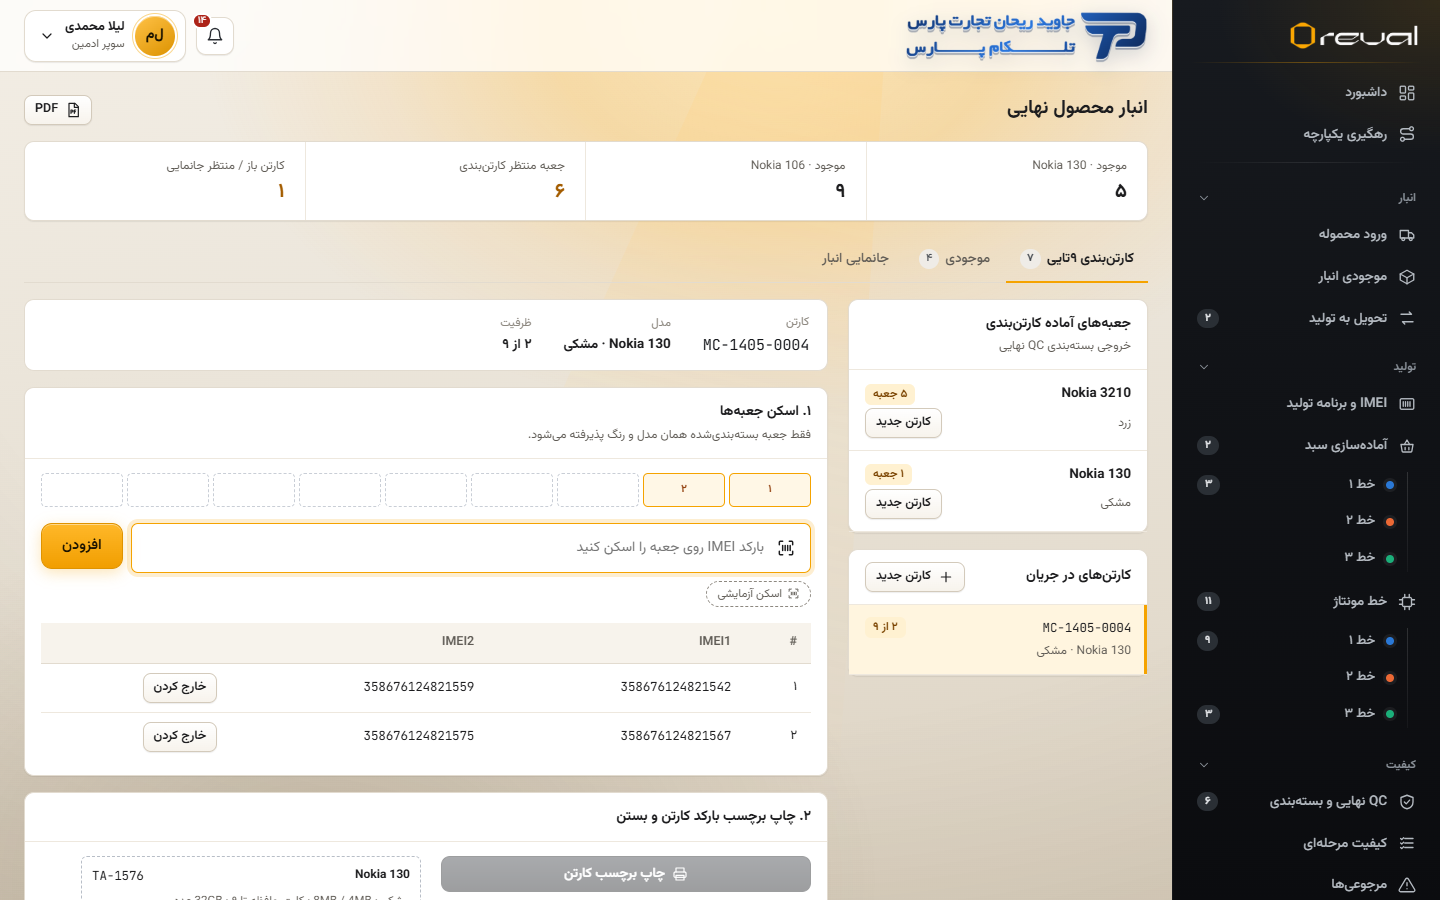 reval
داشبورد
رهگیری یکپارچه
انبار
ورود محموله
موجودی انبار
تحویل به تولید ۲
تولید
IMEI و برنامه تولید
آماده‌سازی سبد ۲
خط ۱ ۳
خط ۲
خط ۳
خط مونتاژ ۱۱
خط ۱ ۹
خط ۲
خط ۳ ۳
کیفیت
QC نهایی و بسته‌بندی ۶
کیفیت مرحله‌ای
مرجوعی‌ها
جاوید ریحان تجارت پارس
تلکام پارس
۱۴
ل‌م
لیلا محمدی
سوپر ادمین
انبار محصول نهایی
PDF
موجود · Nokia 130
۵
موجود · Nokia 106
۹
جعبه منتظر کارتن‌بندی
۶
کارتن باز / منتظر جانمایی
۱
کارتن‌بندی ۹تایی ۷
موجودی ۴
جانمایی انبار
جعبه‌های آماده کارتن‌بندی
خروجی بسته‌بندی QC نهایی
Nokia 3210
۵ جعبه
زرد
کارتن جدید
Nokia 130
۱ جعبه
مشکی
کارتن جدید
کارتن‌های در جریان
کارتن جدید
MC-1405-0004
۲ از ۹
Nokia 130 · مشکی
کارتن
MC-1405-0004
مدل
Nokia 130 · مشکی
ظرفیت
۲ از ۹
۱. اسکن جعبه‌ها
فقط جعبه بسته‌بندی‌شده همان مدل و رنگ پذیرفته می‌شود.
۱ ۲
بارکد IMEI روی جعبه را اسکن کنید
افزودن
اسکن آزمایشی
# IMEI1 IMEI2
۱ 358676124821542 358676124821559 خارج کردن
۲ 358676124821567 358676124821575 خارج کردن
۲. چاپ برچسب بارکد کارتن و بستن
چاپ برچسب کارتن
Nokia 130 TA-1576